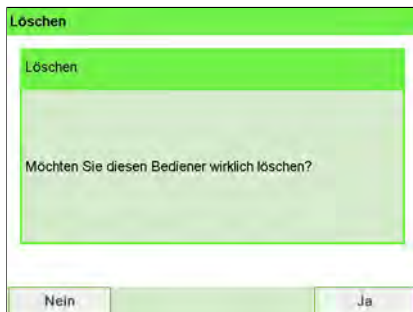 Löschen
Löschen
Möchten Sie diesen Bediener wirklich löschen?
Nein Ja